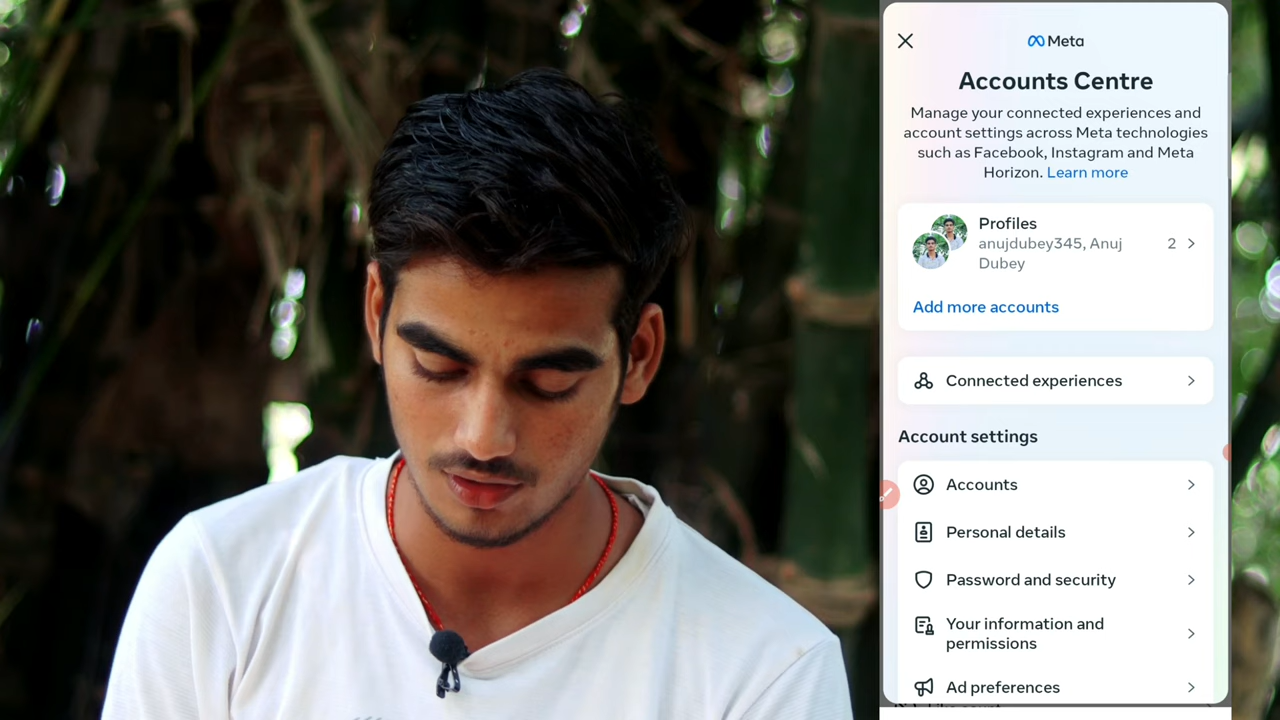 Meta
Accounts Centre
Manage your connected experiences and
account settings across Meta technologies
such as Facebook, Instagram and Meta
Horizon. Learn more
Profiles
anujdubey345, Anuj
Dubey
2
Add more accounts
Connected experiences
Account settings
Accounts
Personal details
Password and security
Your information and
permissions
Ad preferences